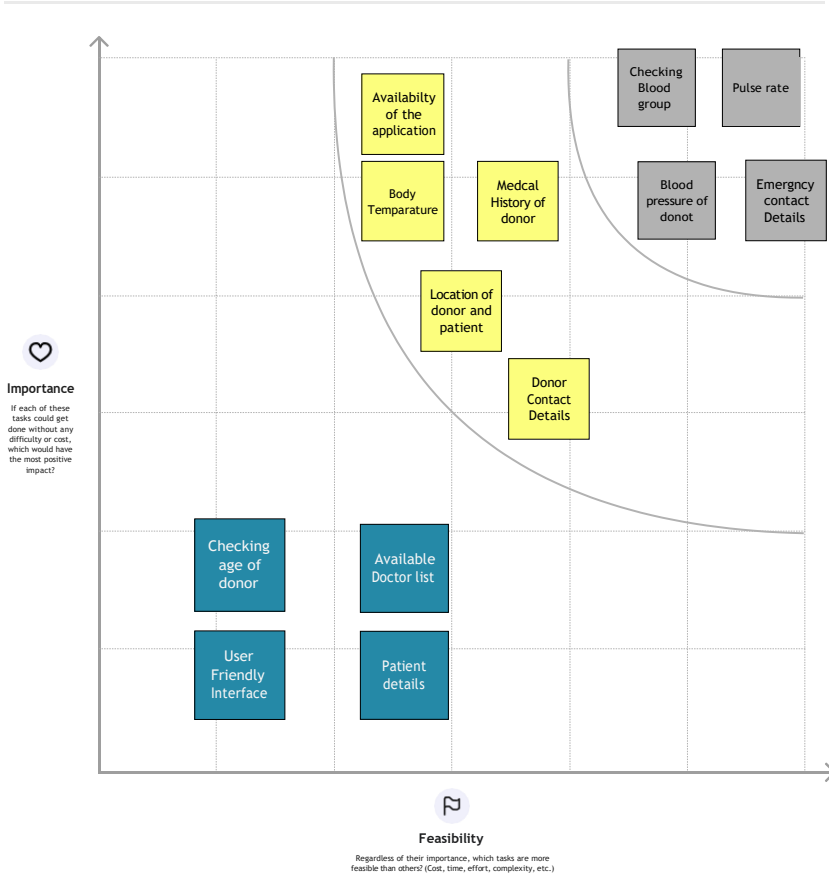 Availabilty
of the
application
Checking
Blood
group
Pulse rate
Body
Temparature
Medcal
History of
donor
Blood
pressure of
donot
Emergncy
contact
Details
Location of
donor and
patient
Donor
Contact
Details
Importance
If each of these
tasks could get
done without any
difficulty or cost,
which would have
the most positive
impact?
Checking
age of
donor
Available
Doctor list
User
Friendly
Interface
Patient
details
Feasibility
Regardless of their importance, which tasks are more
feasible than others? (Cost, time, effort, complexity, etc.)